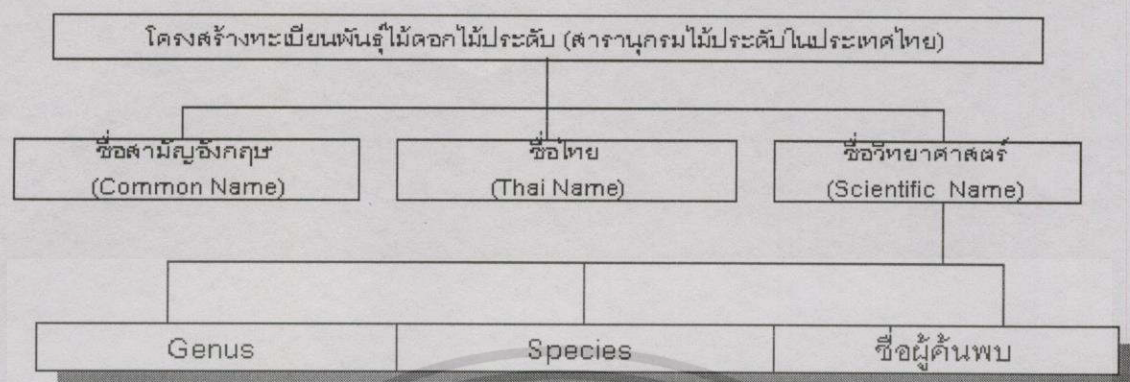 โครงสร้างทะเบียนพันธุ์ไม้ดอกไม้ประดับ (สารานุกรมไม้ประดับในประเทศไทย)
ชื่อสามัญอังกฤษ
(Common Name)
ชื่อไทย
(Thai Name)
ชื่อวิทยาศาสตร์
(Scientific Name)
Genus
Species
ชื่อผู้ค้นพบ